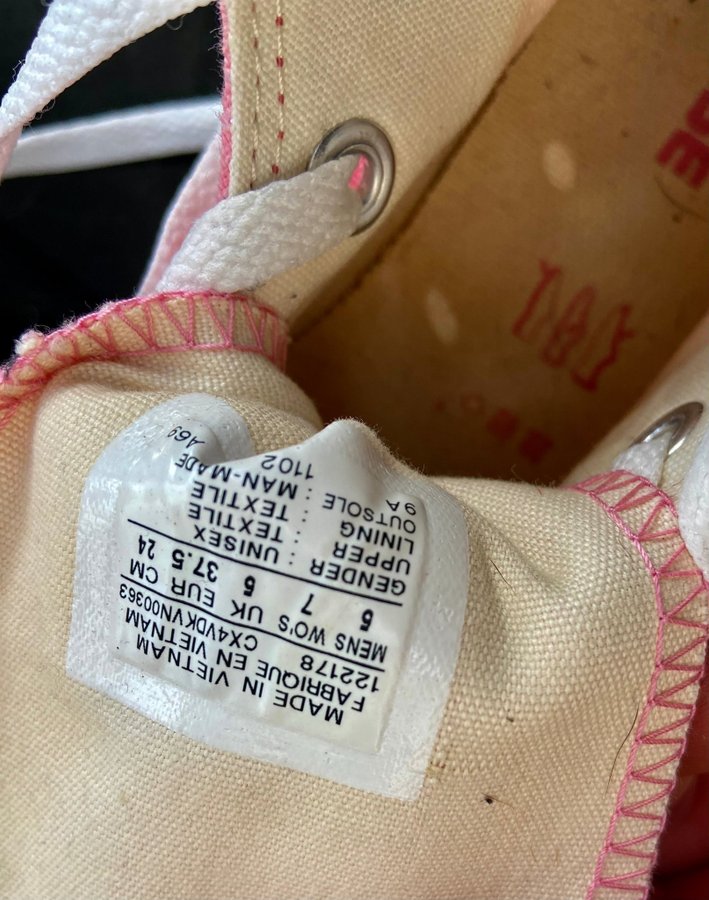 MADE IN VIETNAM
FABRIQUE EN VIETNAM
122178 CX4VDKVN00363
MENS WO'S UK EUR CM
5 7 5 37.5 24
GENDER : UNISEX
UPPER : TEXTILE
LINING : TEXTILE
OUTSOLE : MAN-MADE
9A 1102 A69